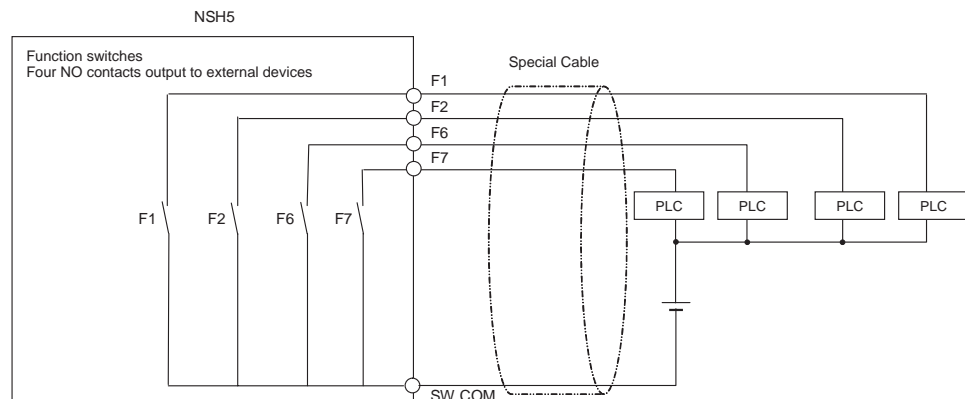 NSH5
Function switches
Four NO contacts output to external devices
Special Cable
F1
F2
F6
F7
F1
F2
F6
F7
PLC
PLC
PLC
PLC
SW COM